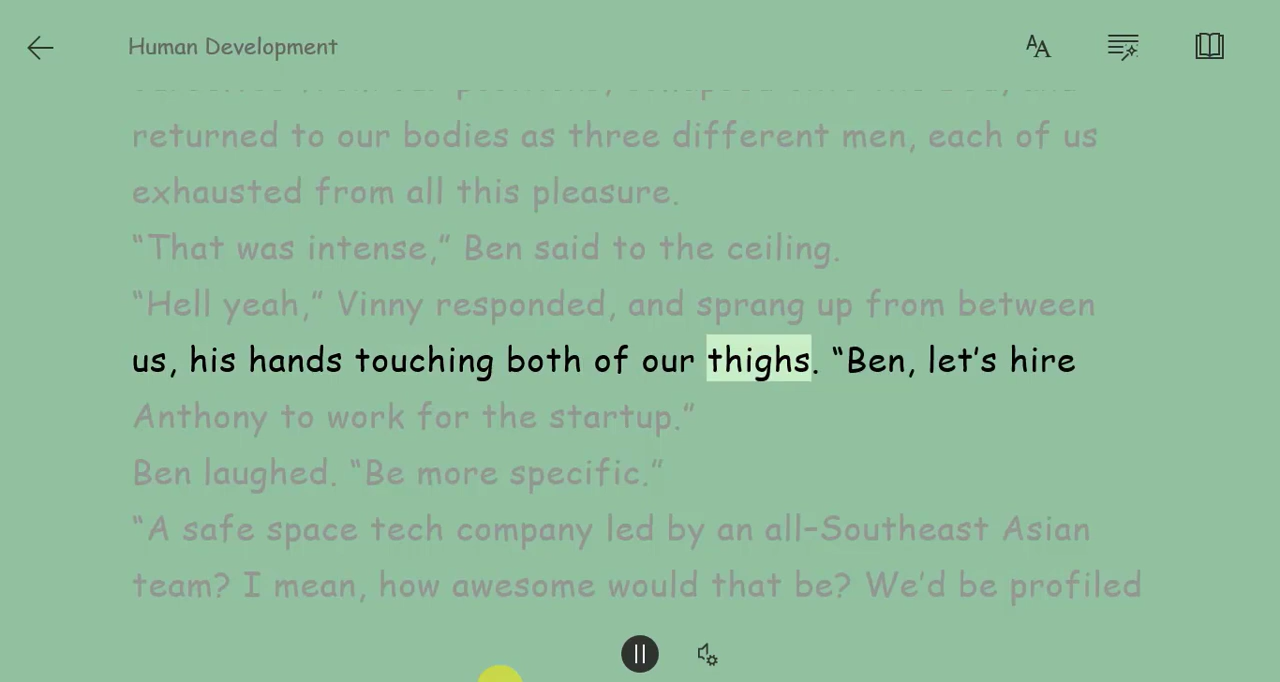 Human Development
AA
returned to our bodies as three different men, each of us
exhausted from all this pleasure.
“That was intense,” Ben said to the ceiling.
“Hell yeah,” Vinny responded, and sprang up from between
us, his hands touching both of our thighs. “Ben, let’s hire
Anthony to work for the startup.”
Ben laughed. “Be more specific.”
“A safe space tech company led by an all-Southeast Asian
team? I mean, how awesome would that be? We’d be profiled